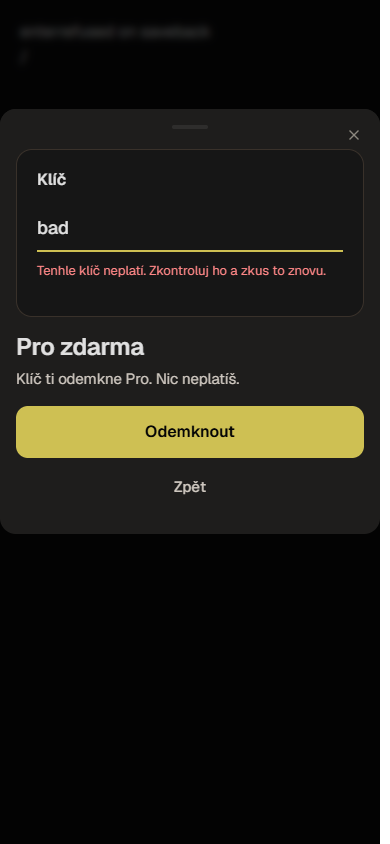 Klíč
bad
Tenhle klíč neplatí. Zkontroluj ho a zkus to znovu.
Pro zdarma
Klíč ti odemkne Pro. Nic neplatíš.
Odemknout
Zpět